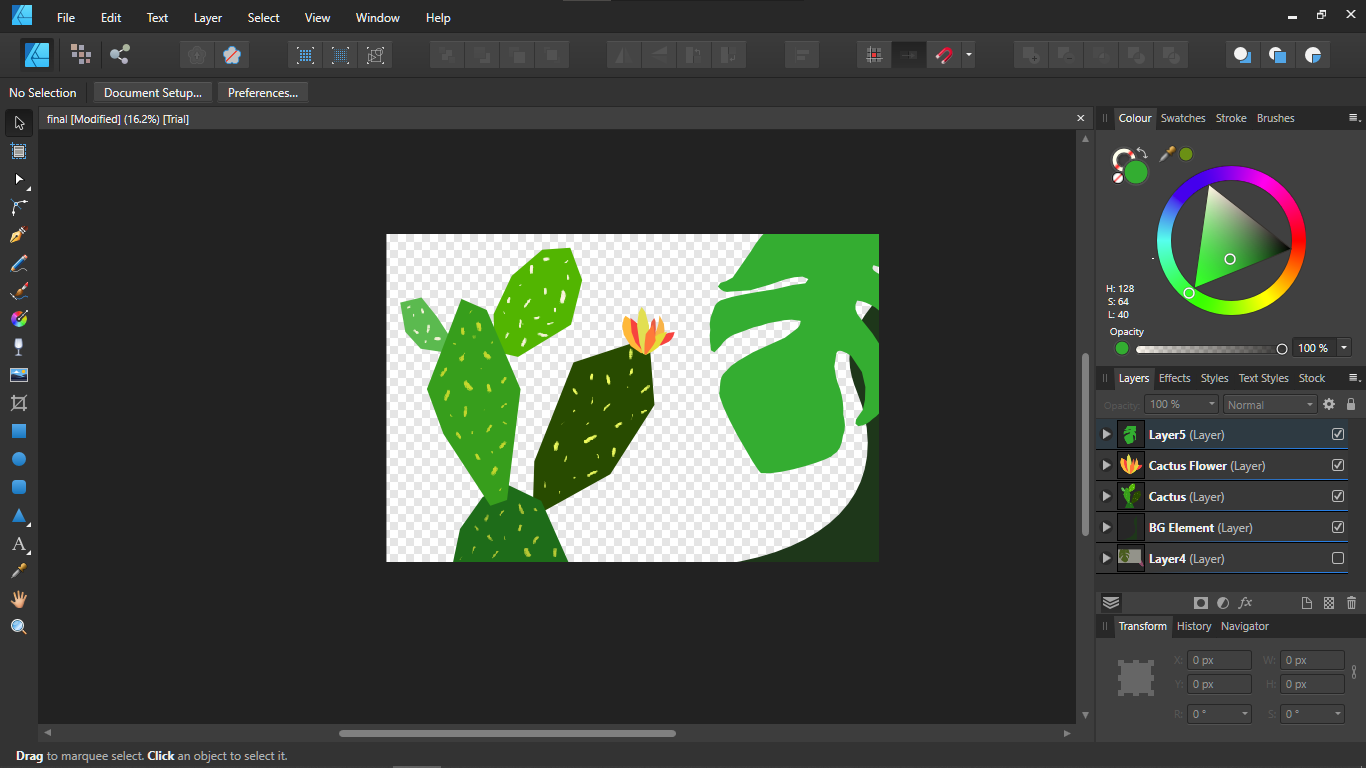 File Edit Text Layer Select View Window Help
No Selection Document Setup... Preferences...
final [Modified] (16.2%) [Trial]
Colour Swatches Stroke Brushes
H: 128
S: 64
L: 40
Opacity
100 %
Layers Effects Styles Text Styles Stock
Opacity: 100 % Normal
Layer5 (Layer)
Cactus Flower (Layer)
Cactus (Layer)
BG Element (Layer)
Layer4 (Layer)
fx
Transform History Navigator
X: 0 px W: 0 px
Y: 0 px H: 0 px
R: 0 ° S: 0 °
Drag to marquee select. Click an object to select it.